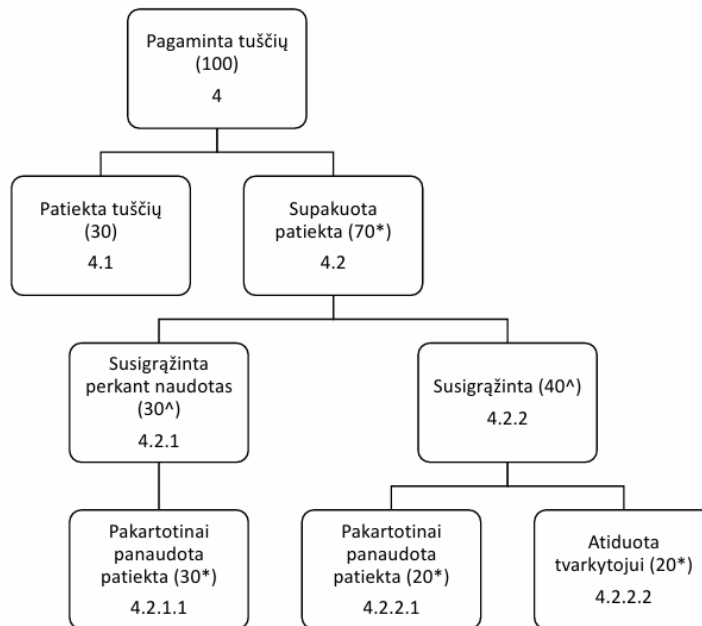 Pagaminta tuščių
(100)
4
Patiekta tuščių
(30)
4.1
Supakuota
patiekta (70*)
4.2
Susigrąžinta
perkant naudotas
(30^)
4.2.1
Susigrąžinta (40^)
4.2.2
Pakartotinai
panaudota
patiekta (30*)
4.2.1.1
Pakartotinai
panaudota
patiekta (20*)
4.2.2.1
Atiduota
tvarkytojui (20*)
4.2.2.2